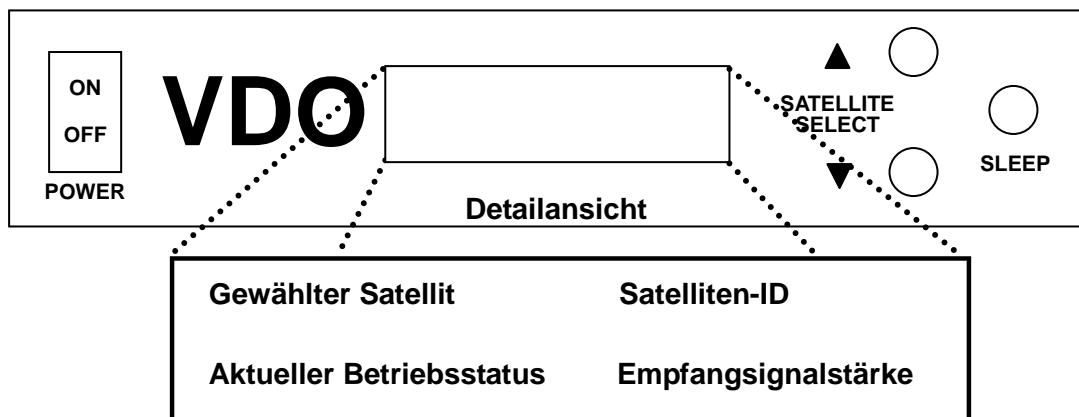 ON
OFF
POWER
VDO
▲
SATELLITE
SELECT
▼
SLEEP
Detailansicht
Gewählter Satellit Satelliten-ID
Aktueller Betriebsstatus Empfangsignalstärke